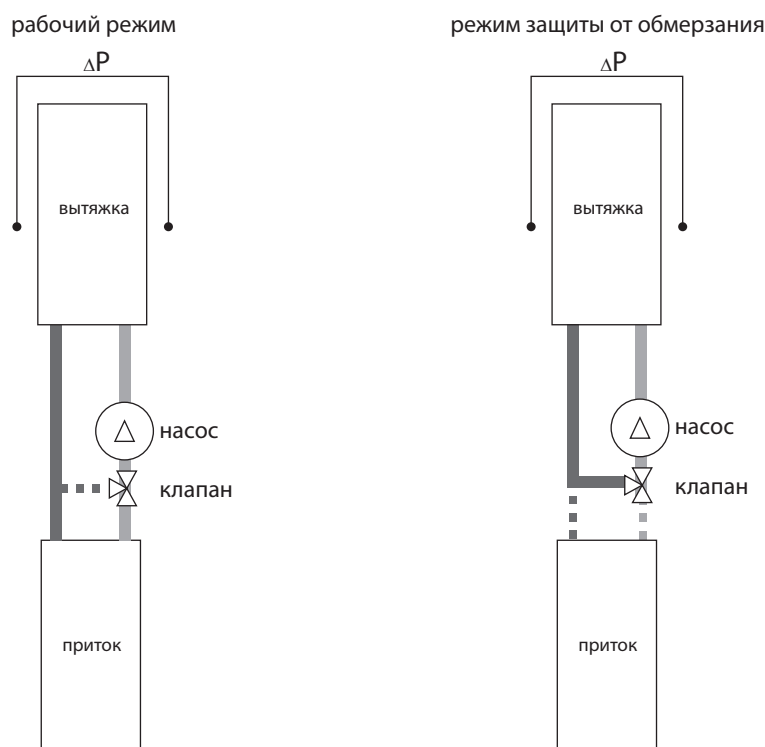 рабочий режим
ΔP
вытяжка
насос
клапан
приток
режим защиты от обмерзания
ΔP
вытяжка
насос
клапан
приток